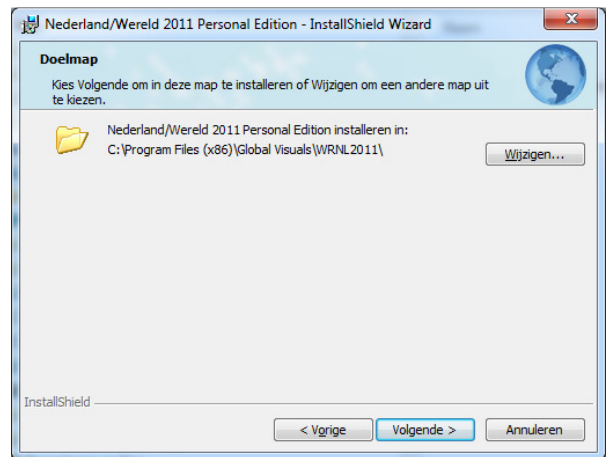 Nederland/Wereld 2011 Personal Edition - InstallShield Wizard
Doelmap
Kies Volgende om in deze map te installeren of Wijzigen om een andere map uit
te kiezen.
Nederland/Wereld 2011 Personal Edition installeren in:
C:\Program Files (x86)\Global Visuals\WRNL2011\
Wijzigen...
InstallShield
< Vorige
Volgende >
Annuleren